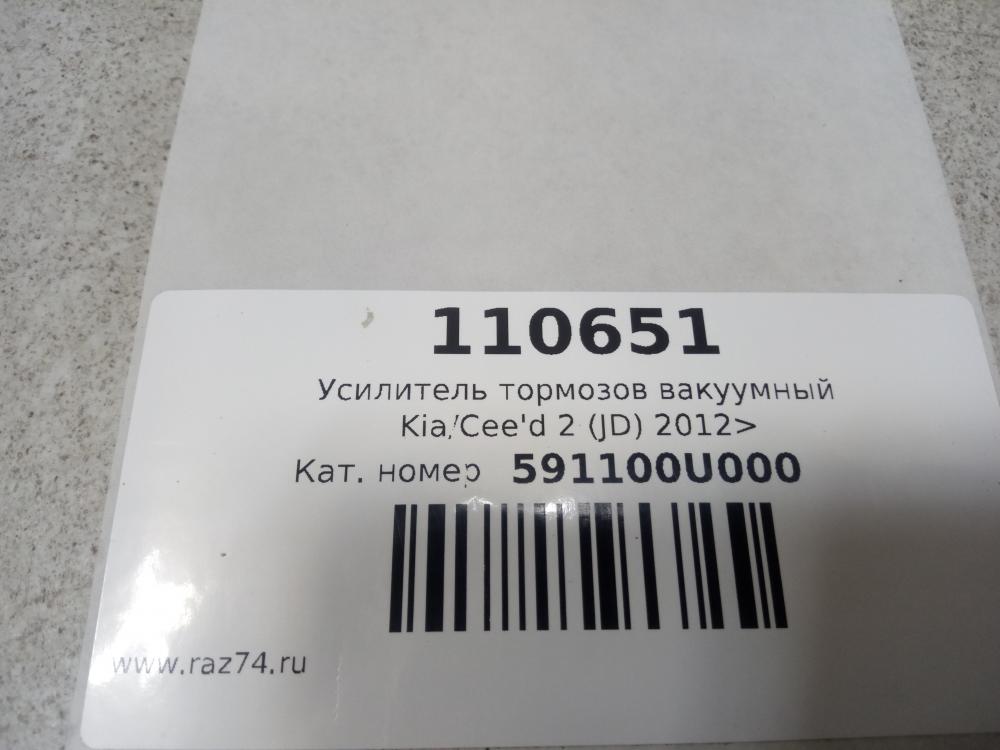 110651
Усилитель тормозов вакуумный
Kia/Cee'd 2 (JD) 2012>
Кат. номер 591100U000
www.raz74.ru